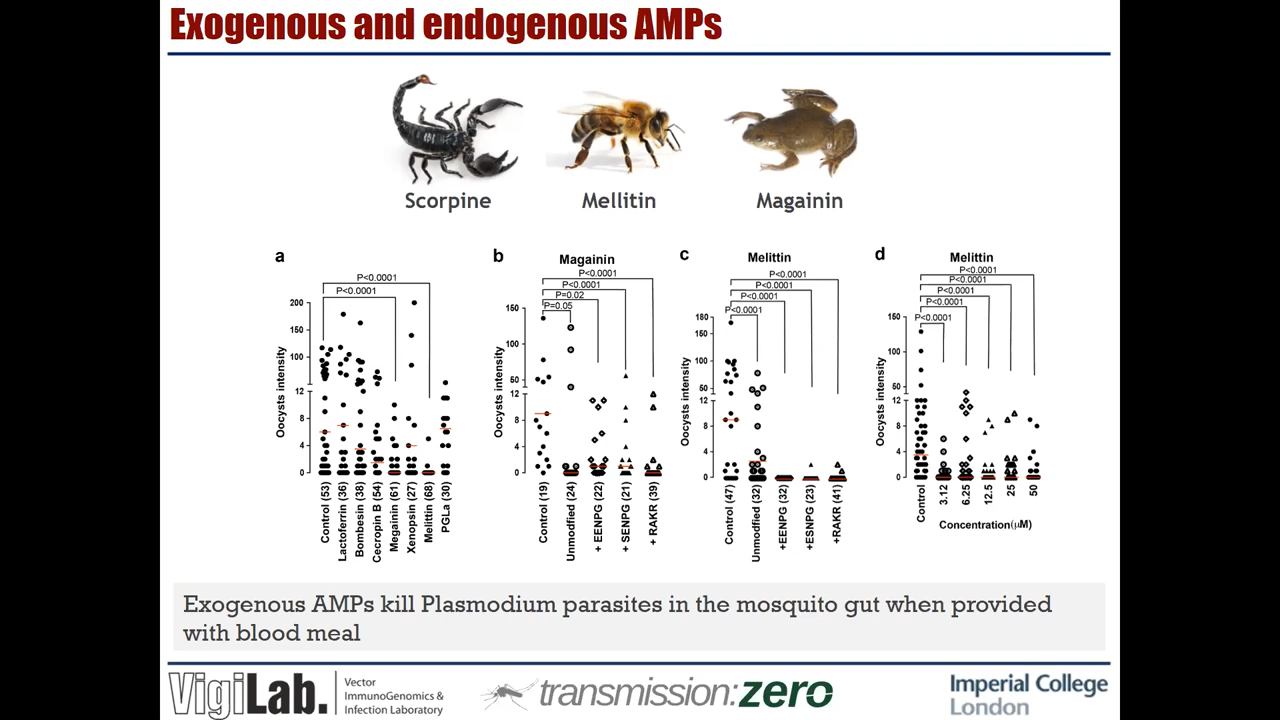 Exogenous and endogenous AMPs
Scorpine
Mellitin
Magainin
a
P<0.0001
P<0.0001
Oocysts intensity
200
150
100
12
8
4
0
Control (53)
Lactoferrin (36)
Bombesin (38)
Cecropin B (54)
Megainin (61)
Xenopsin (27)
Melittin (68)
PGLa (30)
b
Magainin
P<0.0001
P<0.0001
P=0.02
P=0.05
Oocysts intensity
150
100
50
12
8
4
0
Control (19)
Unmodfied (24)
+ EENPG (22)
+ SENPG (21)
+ RAKR (39)
c
Melittin
P<0.0001
P<0.0001
P<0.0001
P<0.0001
Oocysts intensity
180
150
100
50
12
8
4
0
Control (47)
Unmodfied (32)
+EENPG (32)
+ESNPG (23)
+RAKR (41)
d
Melittin
P<0.0001
P<0.0001
P<0.0001
P<0.0001
P<0.0001
Oocysts intensity
150
100
50
12
8
4
0
Control
3.12
6.25
12.5
25
50
Concentration(µM)
Exogenous AMPs kill Plasmodium parasites in the mosquito gut when provided
with blood meal
VigiLab.
Vector
ImmunoGenomics &
Infection Laboratory
transmission:zero
Imperial College
London